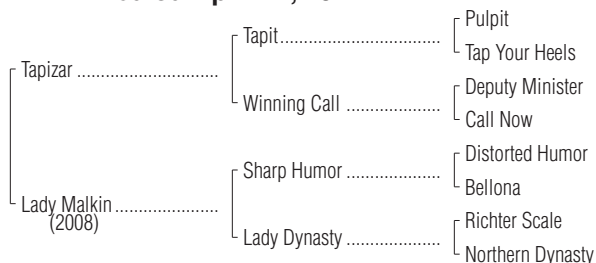 Pulpit
Tapit........................................
Tap Your Heels
Tapizar ...................................
Deputy Minister
Winning Call .......................
Call Now
Distorted Humor
Sharp Humor .......................
Bellona
Lady Malkin .........................
(2008)
Richter Scale
Lady Dynasty .......................
Northern Dynasty